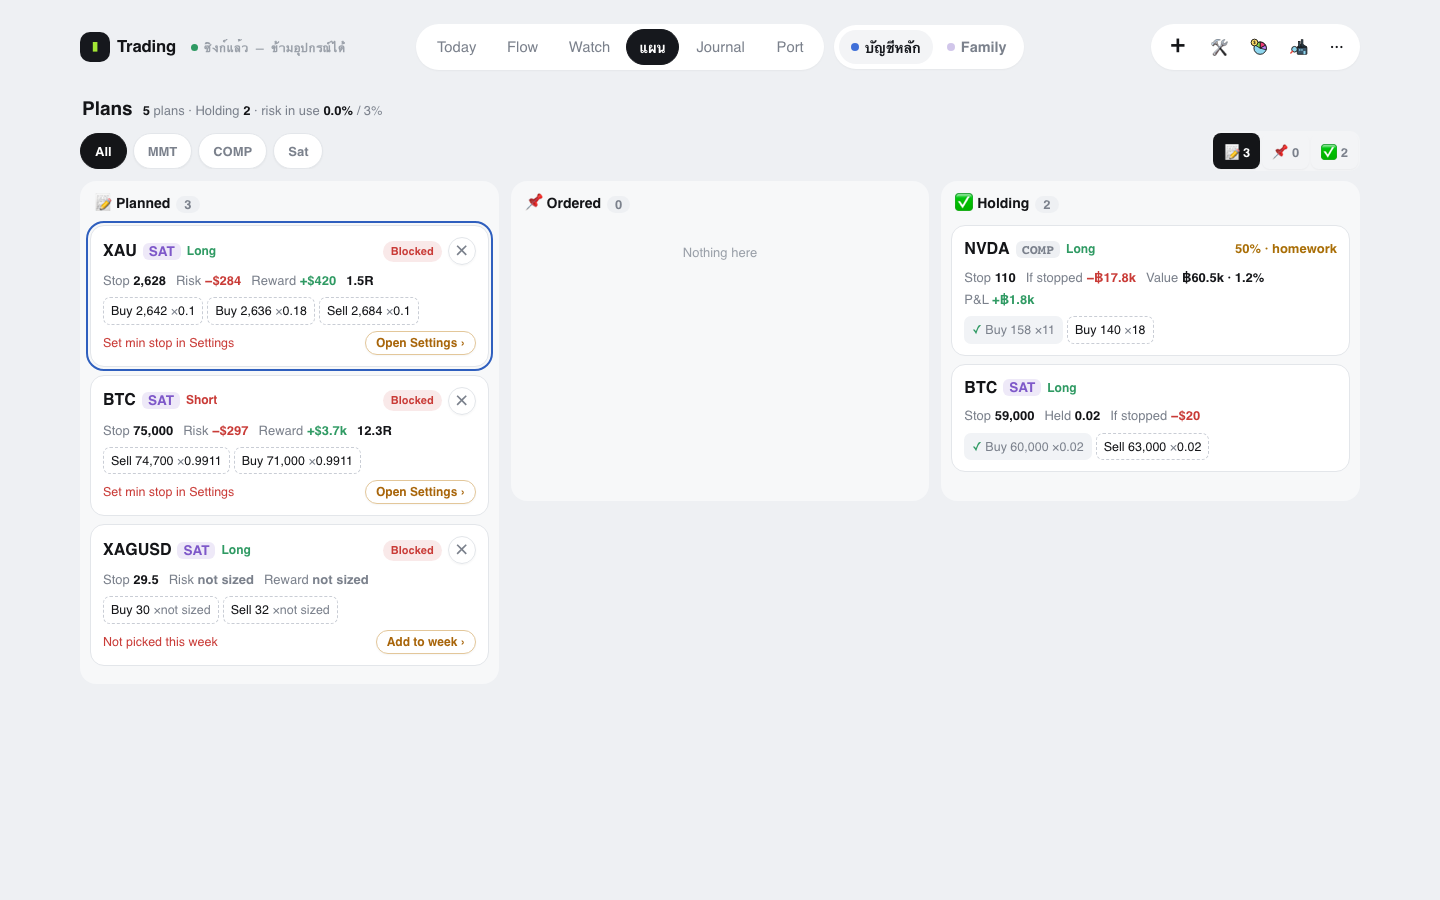 Trading ซิงก์แล้ว — ข้ามอุปกรณ์ได้ Today Flow Watch แผน Journal Port บัญชีหลัก Family + ...
Plans 5 plans · Holding 2 · risk in use 0.0% / 3%
All MMT COMP Sat 3 0 2
Planned 3
XAU SAT Long Blocked ×
Stop 2,628 Risk –$284 Reward +$420 1.5R
Buy 2,642 ×0.1 Buy 2,636 ×0.18 Sell 2,684 ×0.1
Set min stop in Settings Open Settings ›
BTC SAT Short Blocked ×
Stop 75,000 Risk –$297 Reward +$3.7k 12.3R
Sell 74,700 ×0.9911 Buy 71,000 ×0.9911
Set min stop in Settings Open Settings ›
XAGUSD SAT Long Blocked ×
Stop 29.5 Risk not sized Reward not sized
Buy 30 ×not sized Sell 32 ×not sized
Not picked this week Add to week ›
Ordered 0
Nothing here
Holding 2
NVDA COMP Long 50% · homework
Stop 110 If stopped –฿17.8k Value ฿60.5k · 1.2%
P&L +฿1.8k
✓ Buy 158 ×11 Buy 140 ×18
BTC SAT Long
Stop 59,000 Held 0.02 If stopped –$20
✓ Buy 60,000 ×0.02 Sell 63,000 ×0.02